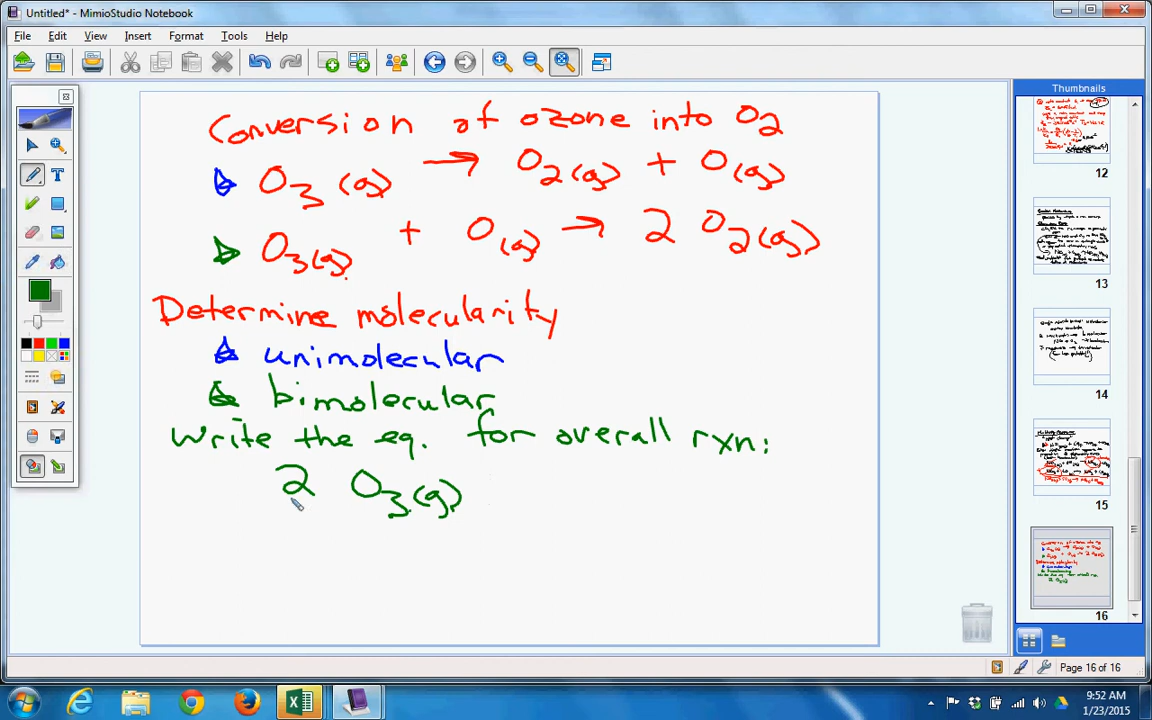 Untitled* - MimioStudio Notebook
File Edit View Insert Format Tools Help
Conversion of ozone into O2
O3 (g) → O2(g) + O(g)
O3(g) + O(g) → 2 O2(g)
Determine molecularity
unimolecular
bimolecular
Write the eq. for overall rxn:
2 O3(g)
Thumbnails
12
13
14
15
16
Page 16 of 16
9:52 AM
1/23/2015